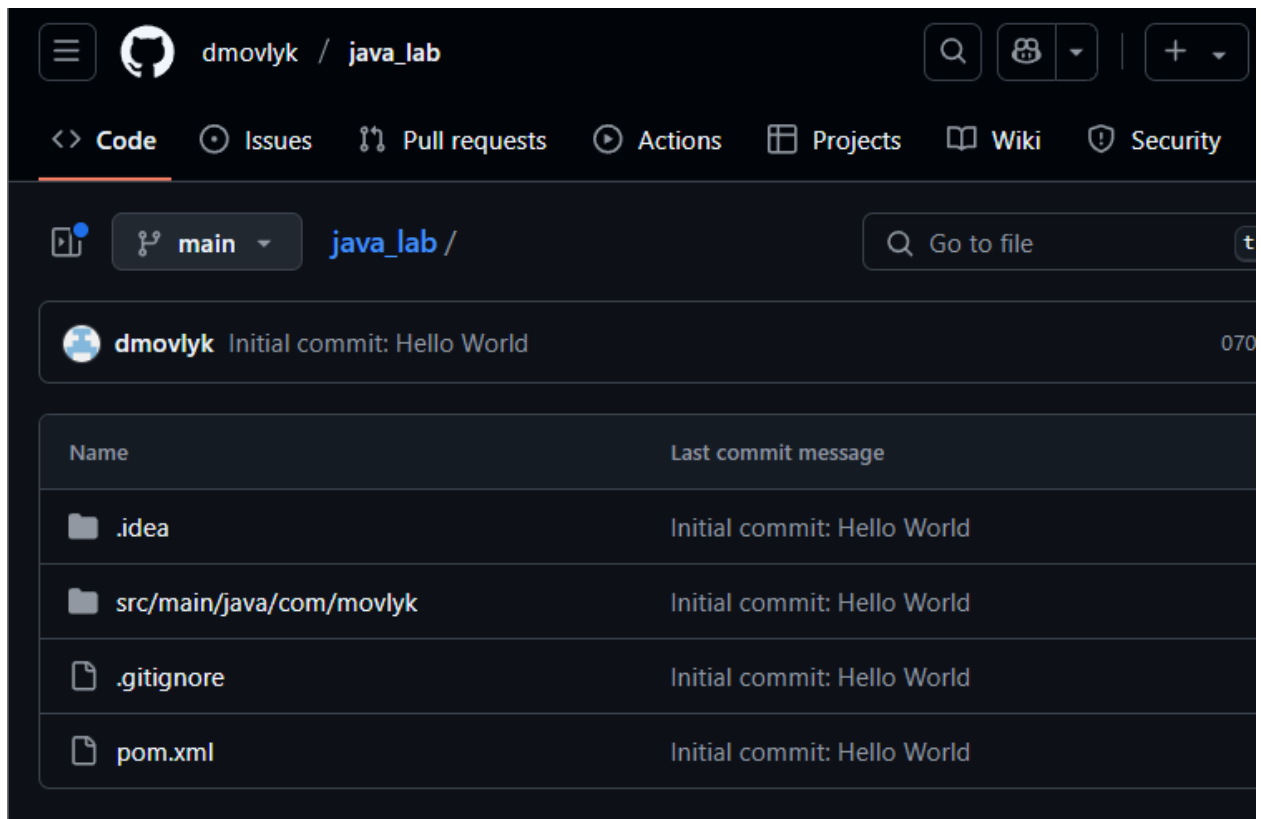 dmovlyk / java_lab
Code Issues Pull requests Actions Projects Wiki Security
main java_lab / Go to file t
dmovlyk Initial commit: Hello World 070
Name Last commit message
.idea Initial commit: Hello World
src/main/java/com/movlyk Initial commit: Hello World
.gitignore Initial commit: Hello World
pom.xml Initial commit: Hello World